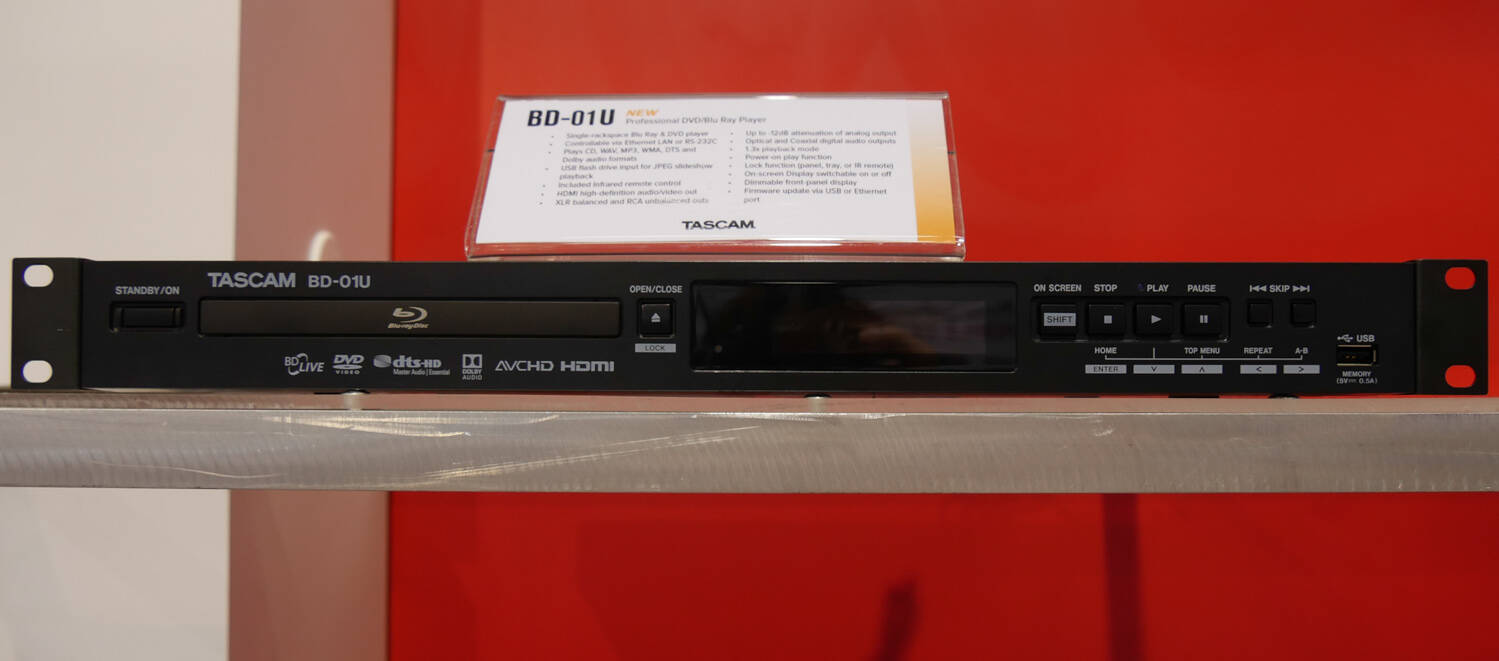 BD-01U NEW
Professional DVD/Blu Ray Player
• Single-rackspace Blu Ray & DVD player
• Controllable via Ethernet LAN or RS-232C
• Plays CD, WAV, MP3, WMA, DTS and
Dolby audio formats
• USB flash drive input for JPEG slideshow
playback
• Included infrared remote control
• HDMI high-definition audio/video out
• XLR balanced and RCA unbalanced outs
• Up to -12dB attenuation of analog output
• Optical and Coaxial digital audio outputs
• 1.3x playback mode
• Power-on play function
• Lock function (panel, tray, or IR remote)
• On-screen Display switchable on or off
• Dimmable front-panel display
• Firmware update via USB or Ethernet
port
TASCAM
STANDBY/ON
TASCAM BD-01U
Blu-ray Disc
BD LIVE
DVD
VIDEO
dts-HD
Master Audio | Essential
DOLBY
AUDIO
AVCHD HDMI
OPEN/CLOSE
LOCK
ON SCREEN STOP PLAY PAUSE SKIP
SHIFT
HOME TOP MENU REPEAT A-B
ENTER
USB
MEMORY
(5V 0.5A)